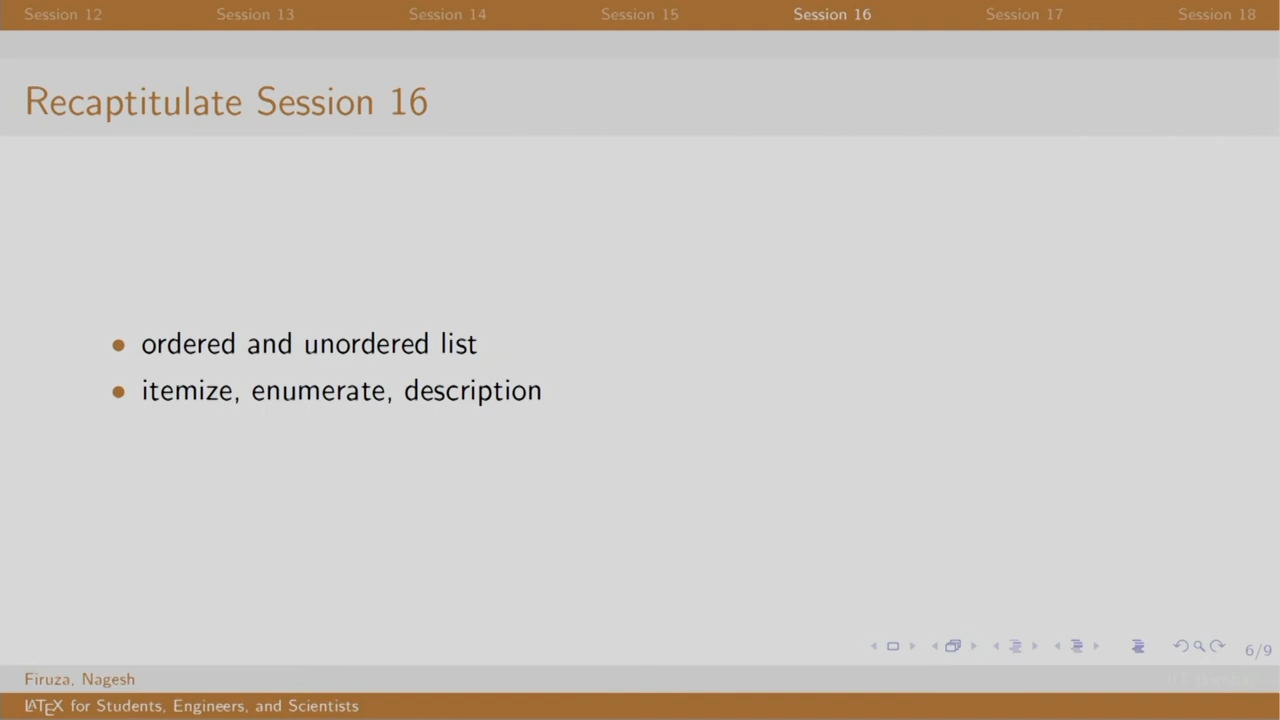 Session 12 Session 13 Session 14 Session 15 Session 16 Session 17 Session 18
Recaptitulate Session 16
• ordered and unordered list
• itemize, enumerate, description
6/9
Firuza, Nagesh
LATEX for Students, Engineers, and Scientists